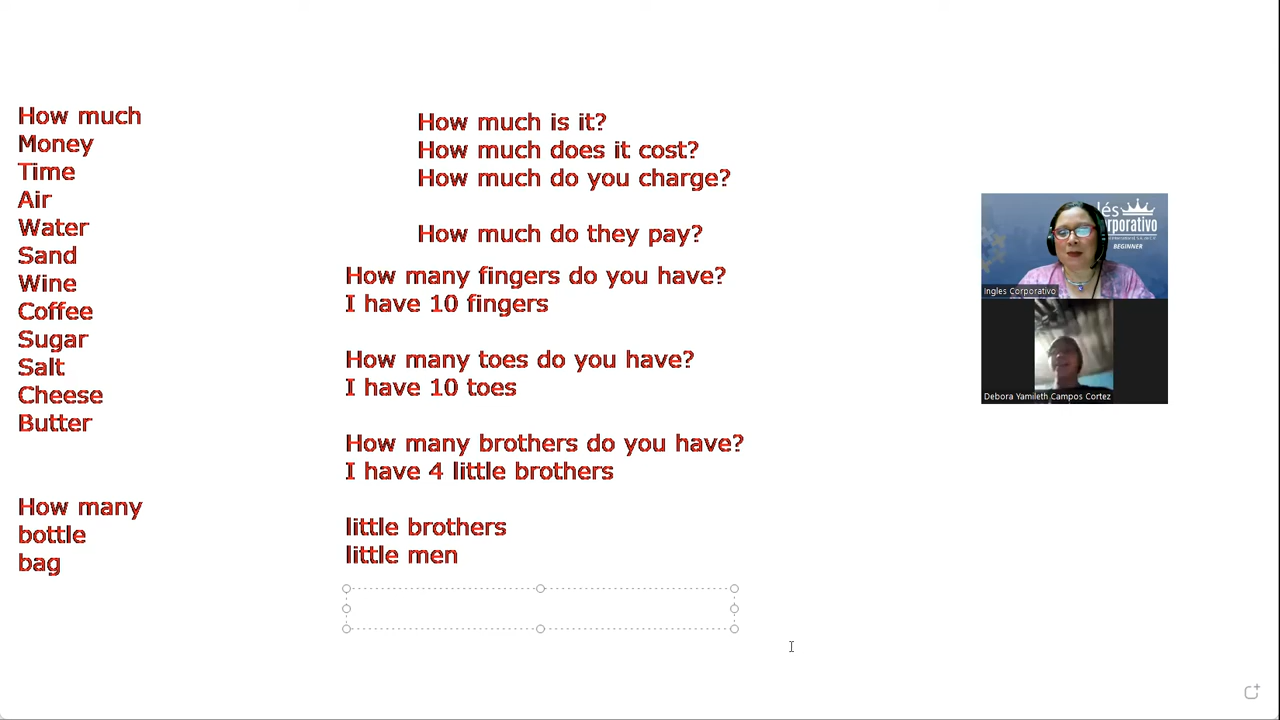 How much
Money
Time
Air
Water
Sand
Wine
Coffee
Sugar
Salt
Cheese
Butter
How many
bottle
bag
How much is it?
How much does it cost?
How much do you charge?
How much do they pay?
How many fingers do you have?
I have 10 fingers
How many toes do you have?
I have 10 toes
How many brothers do you have?
I have 4 little brothers
little brothers
little men
lés
rporativo
BEGINNER
Ingles Corporativo
Debora Yamileth Campos Cortez